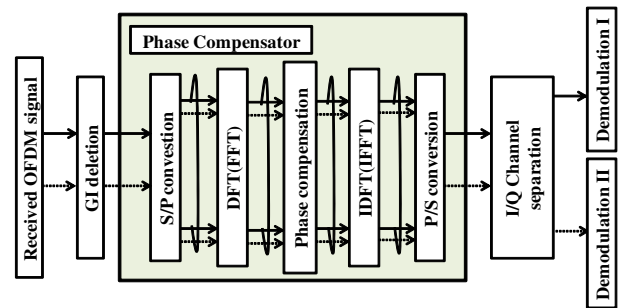 Phase Compensator
Received OFDM signal
GI deletion
S/P convestion
DFT(FFT)
Phase compensation
IDFT(IFFT)
P/S conversion
I/Q Channel
separation
Demodulation I
Demodulation II